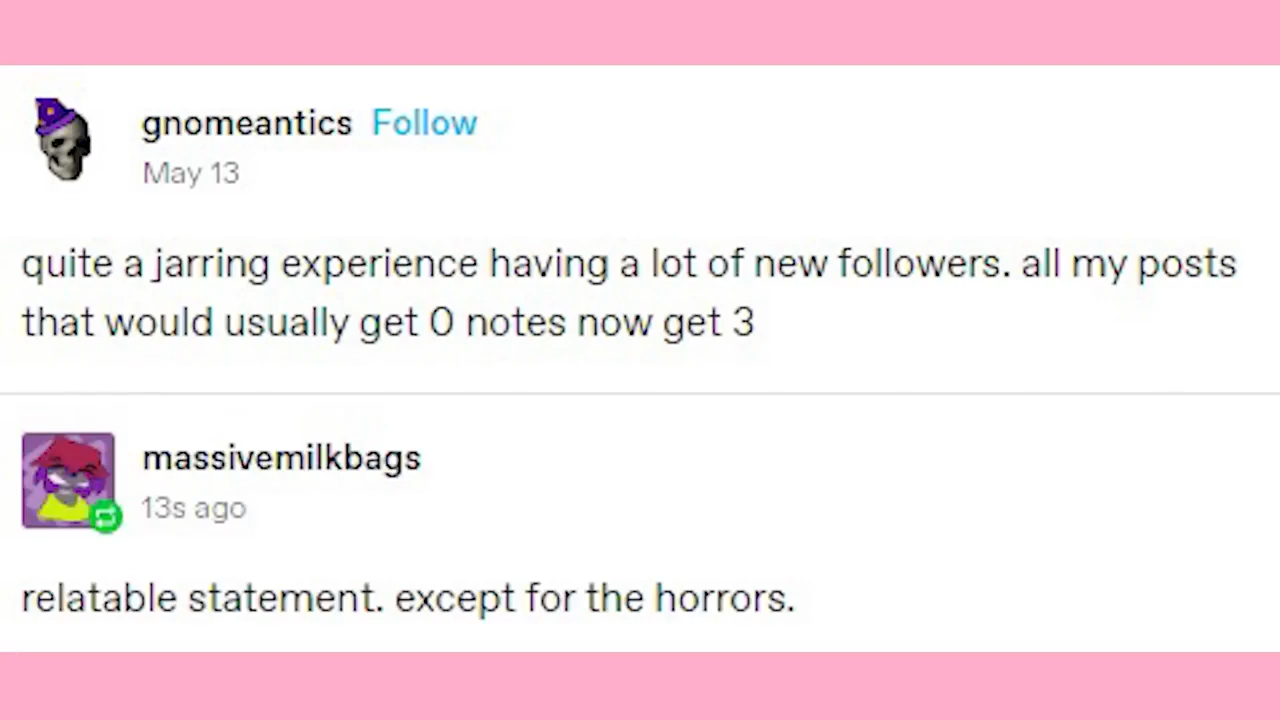 gnomeantics Follow
May 13
quite a jarring experience having a lot of new followers. all my posts
that would usually get 0 notes now get 3
massivemilkbags
13s ago
relatable statement. except for the horrors.